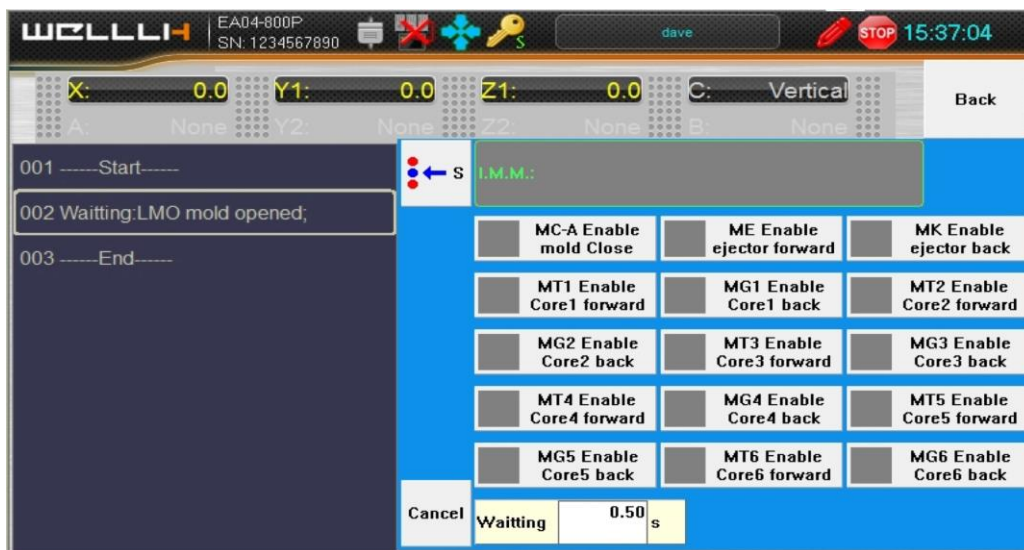 WELLLIH
EA04-800P
SN: 1234567890
S
dave
STOP
15:37:04
X: 0.0
Y1: 0.0
Z1: 0.0
C: Vertical
A: None
Y2: None
Z2: None
B: None
Back
001 ------Start------
002 Waitting:LMO mold opened;
003 ------End------
S
I.M.M.:
MC-A Enable
mold Close
ME Enable
ejector forward
MK Enable
ejector back
MT1 Enable
Core1 forward
MG1 Enable
Core1 back
MT2 Enable
Core2 forward
MG2 Enable
Core2 back
MT3 Enable
Core3 forward
MG3 Enable
Core3 back
MT4 Enable
Core4 forward
MG4 Enable
Core4 back
MT5 Enable
Core5 forward
MG5 Enable
Core5 back
MT6 Enable
Core6 forward
MG6 Enable
Core6 back
Cancel
Waitting 0.50 s